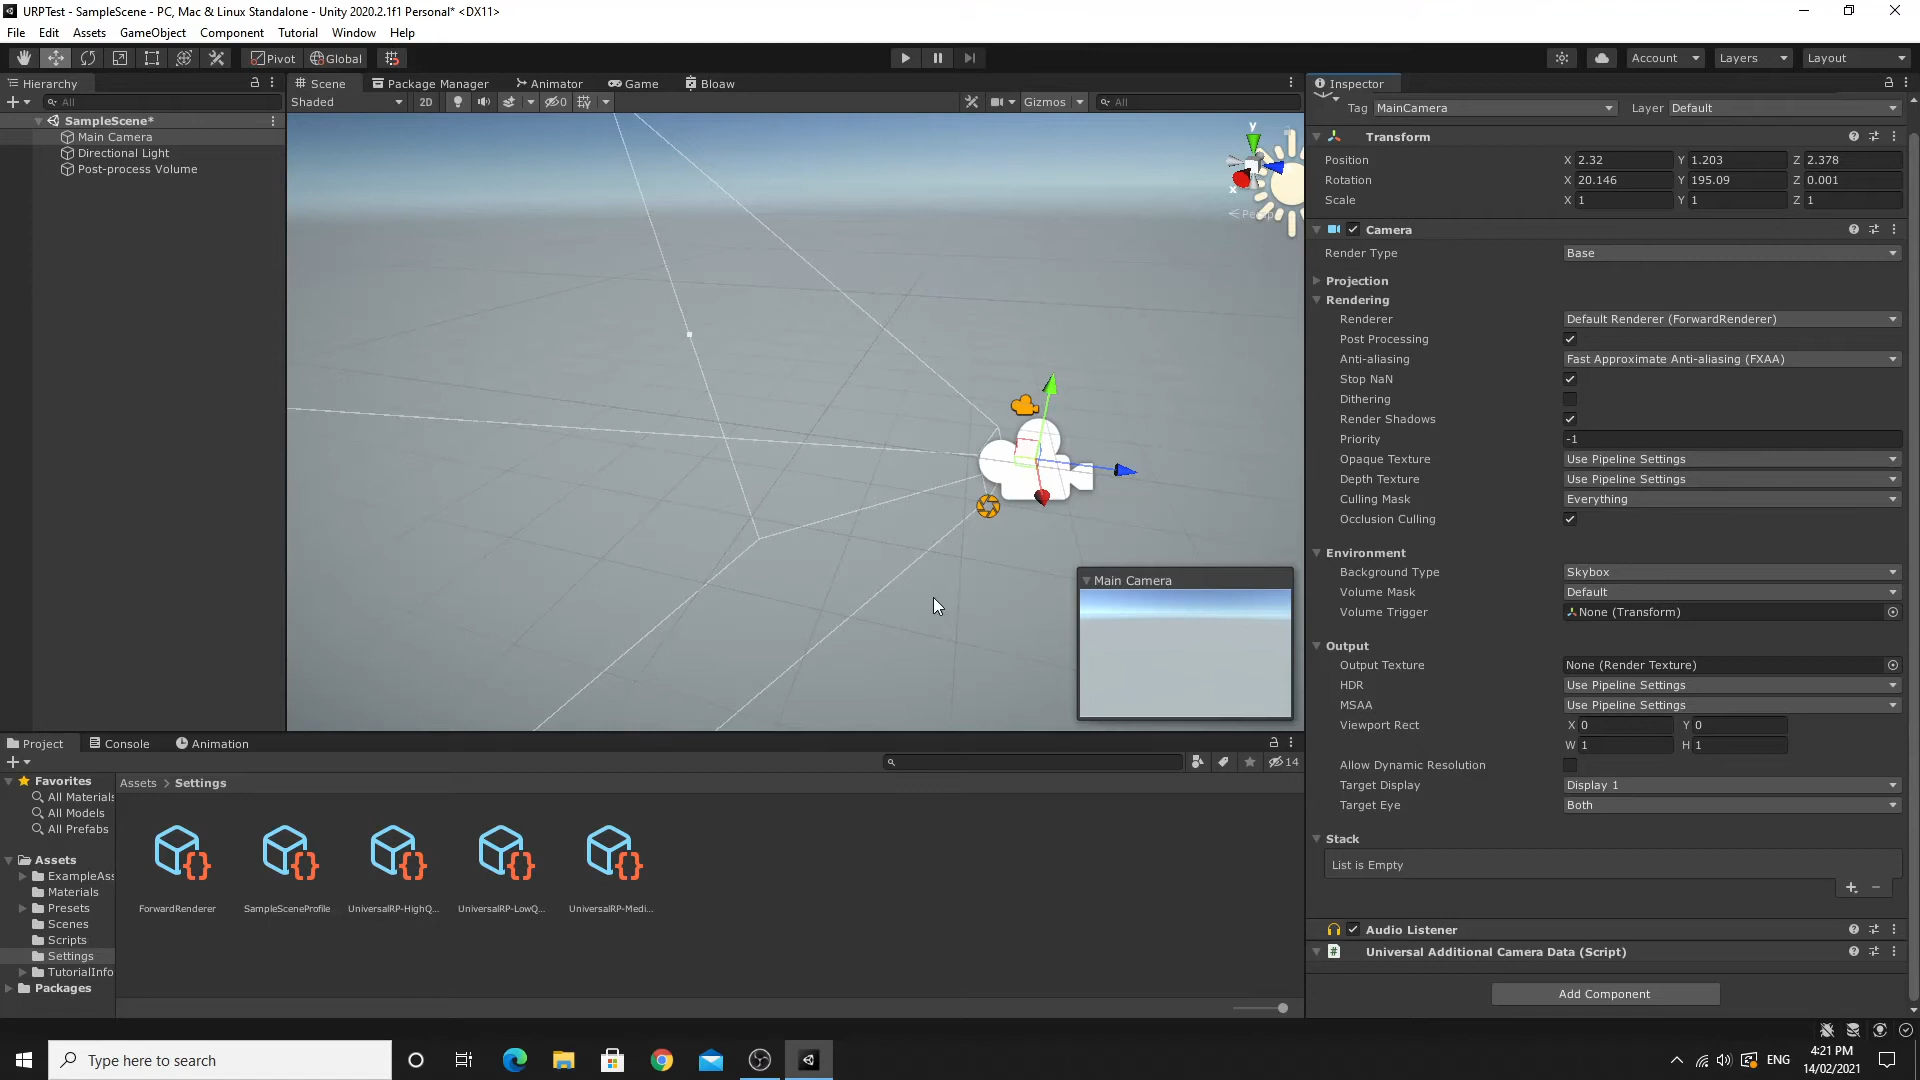 URPTest - SampleScene - PC, Mac & Linux Standalone - Unity 2020.2.1f1 Personal* <DX11>
File Edit Assets GameObject Component Tutorial Window Help
Pivot Global Account Layers Layout
Hierarchy
All
SampleScene*
Main Camera
Directional Light
Post-process Volume
Scene Package Manager Animator Game Bloaw
Shaded 2D 0 Gizmos All
y
x
Persp
Main Camera
Inspector
Tag MainCamera Layer Default
Transform
Position X 2.32 Y 1.203 Z 2.378
Rotation X 20.146 Y 195.09 Z 0.001
Scale X 1 Y 1 Z 1
Camera
Render Type Base
Projection
Rendering
Renderer Default Renderer (ForwardRenderer)
Post Processing
Anti-aliasing Fast Approximate Anti-aliasing (FXAA)
Stop NaN
Dithering
Render Shadows
Priority -1
Opaque Texture Use Pipeline Settings
Depth Texture Use Pipeline Settings
Culling Mask Everything
Occlusion Culling
Environment
Background Type Skybox
Volume Mask Default
Volume Trigger None (Transform)
Output
Output Texture None (Render Texture)
HDR Use Pipeline Settings
MSAA Use Pipeline Settings
Viewport Rect X 0 Y 0
W 1 H 1
Allow Dynamic Resolution
Target Display Display 1
Target Eye Both
Stack
List is Empty
Audio Listener
Universal Additional Camera Data (Script)
Add Component
Project Console Animation
14
Favorites
All Materials
All Models
All Prefabs
Assets
ExampleAss
Materials
Presets
Scenes
Scripts
Settings
TutorialInfo
Packages
Assets > Settings
ForwardRenderer SampleSceneProfile UniversalRP-HighQ... UniversalRP-LowQ... UniversalRP-Medi...
Type here to search
ENG
4:21 PM
14/02/2021